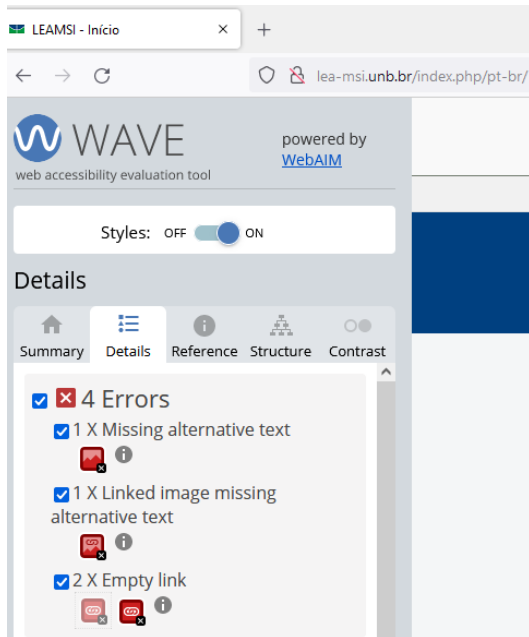 LEAMSI - Início
lea-msi.unb.br/index.php/pt-br/
WAVE
web accessibility evaluation tool
powered by
WebAIM
Styles: OFF ON
Details
Summary Details Reference Structure Contrast
4 Errors
1 X Missing alternative text
1 X Linked image missing
alternative text
2 X Empty link